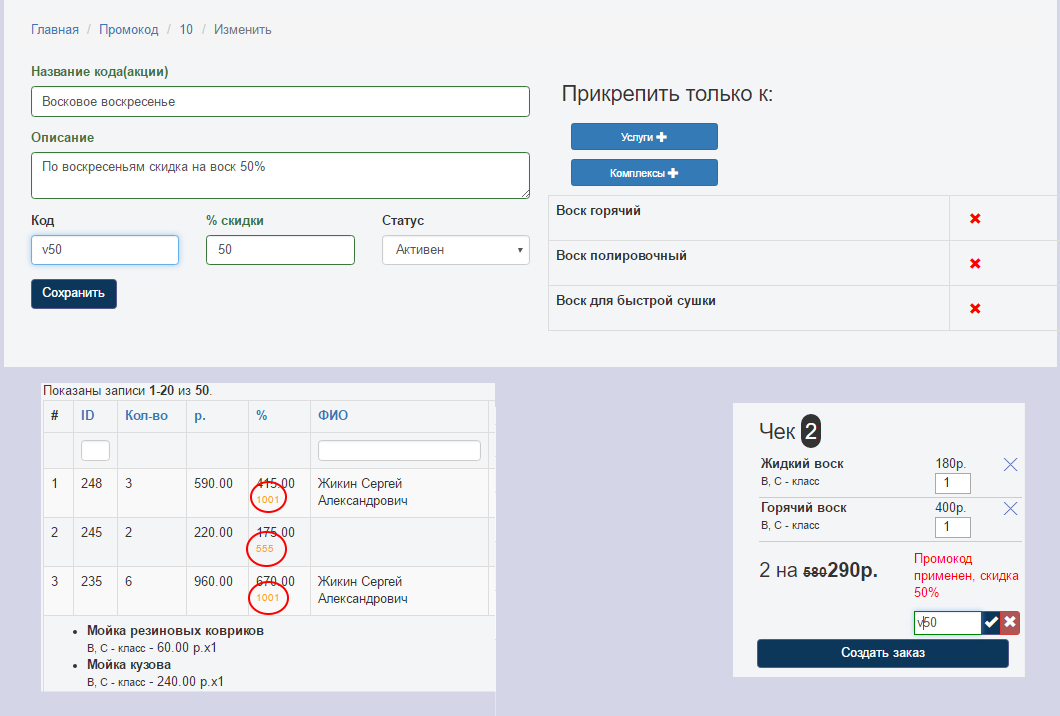 Главная / Промокод / 10 / Изменить
Название кода(акции)
Восковое воскресенье
Описание
По воскресеньям скидка на воск 50%
Код % скидки Статус
v50 50 Активен
Сохранить
Прикрепить только к:
Услуги
Комплексы
Воск горячий
Воск полировочный
Воск для быстрой сушки
Показаны записи 1-20 из 50.
# ID Кол-во р. % ФИО
1 248 3 590.00 415.00 Жикин Сергей
1001 Александрович
2 245 2 220.00 175.00
555
3 235 6 960.00 670.00 Жикин Сергей
1001 Александрович
• Мойка резиновых ковриков
В, С - класс - 60.00 р.x1
• Мойка кузова
В, С - класс - 240.00 р.x1
Чек 2
Жидкий воск 180р.
В, С - класс 1
Горячий воск 400р.
В, С - класс 1
2 на 580290р.
Промокод
применен, скидка
50%
v50
Создать заказ